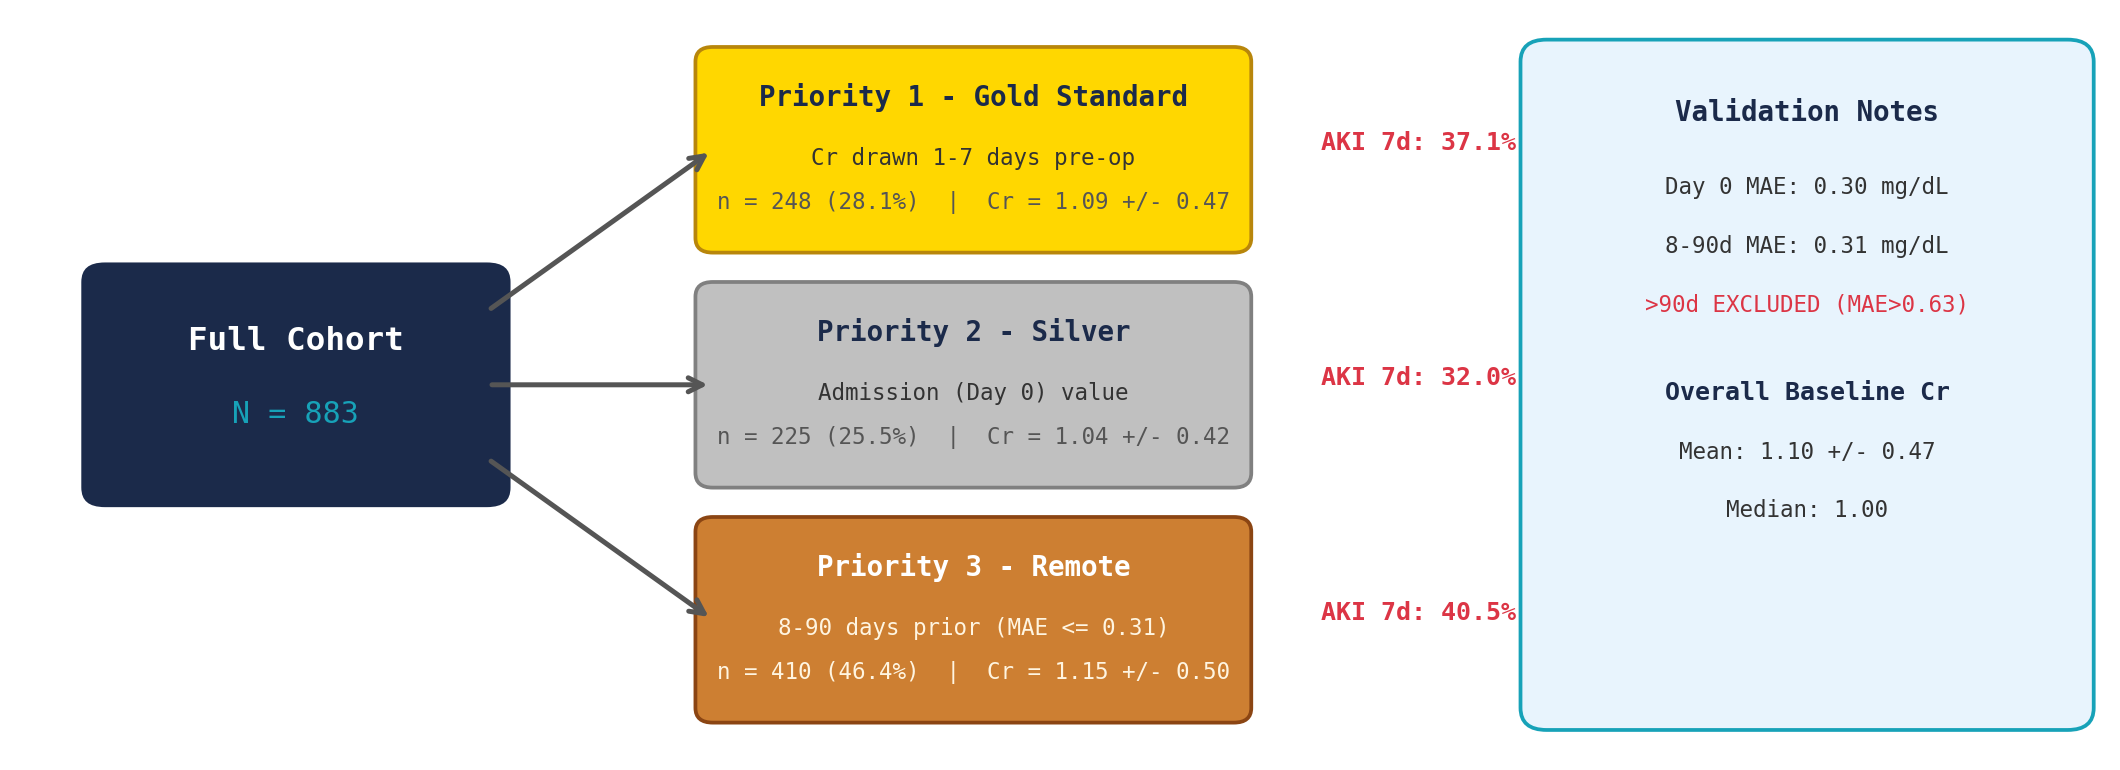 Full Cohort
N = 883
Priority 1 - Gold Standard
Cr drawn 1-7 days pre-op
n = 248 (28.1%) | Cr = 1.09 +/- 0.47
AKI 7d: 37.1%
Priority 2 - Silver
Admission (Day 0) value
n = 225 (25.5%) | Cr = 1.04 +/- 0.42
AKI 7d: 32.0%
Priority 3 - Remote
8-90 days prior (MAE <= 0.31)
n = 410 (46.4%) | Cr = 1.15 +/- 0.50
AKI 7d: 40.5%
Validation Notes
Day 0 MAE: 0.30 mg/dL
8-90d MAE: 0.31 mg/dL
>90d EXCLUDED (MAE>0.63)
Overall Baseline Cr
Mean: 1.10 +/- 0.47
Median: 1.00